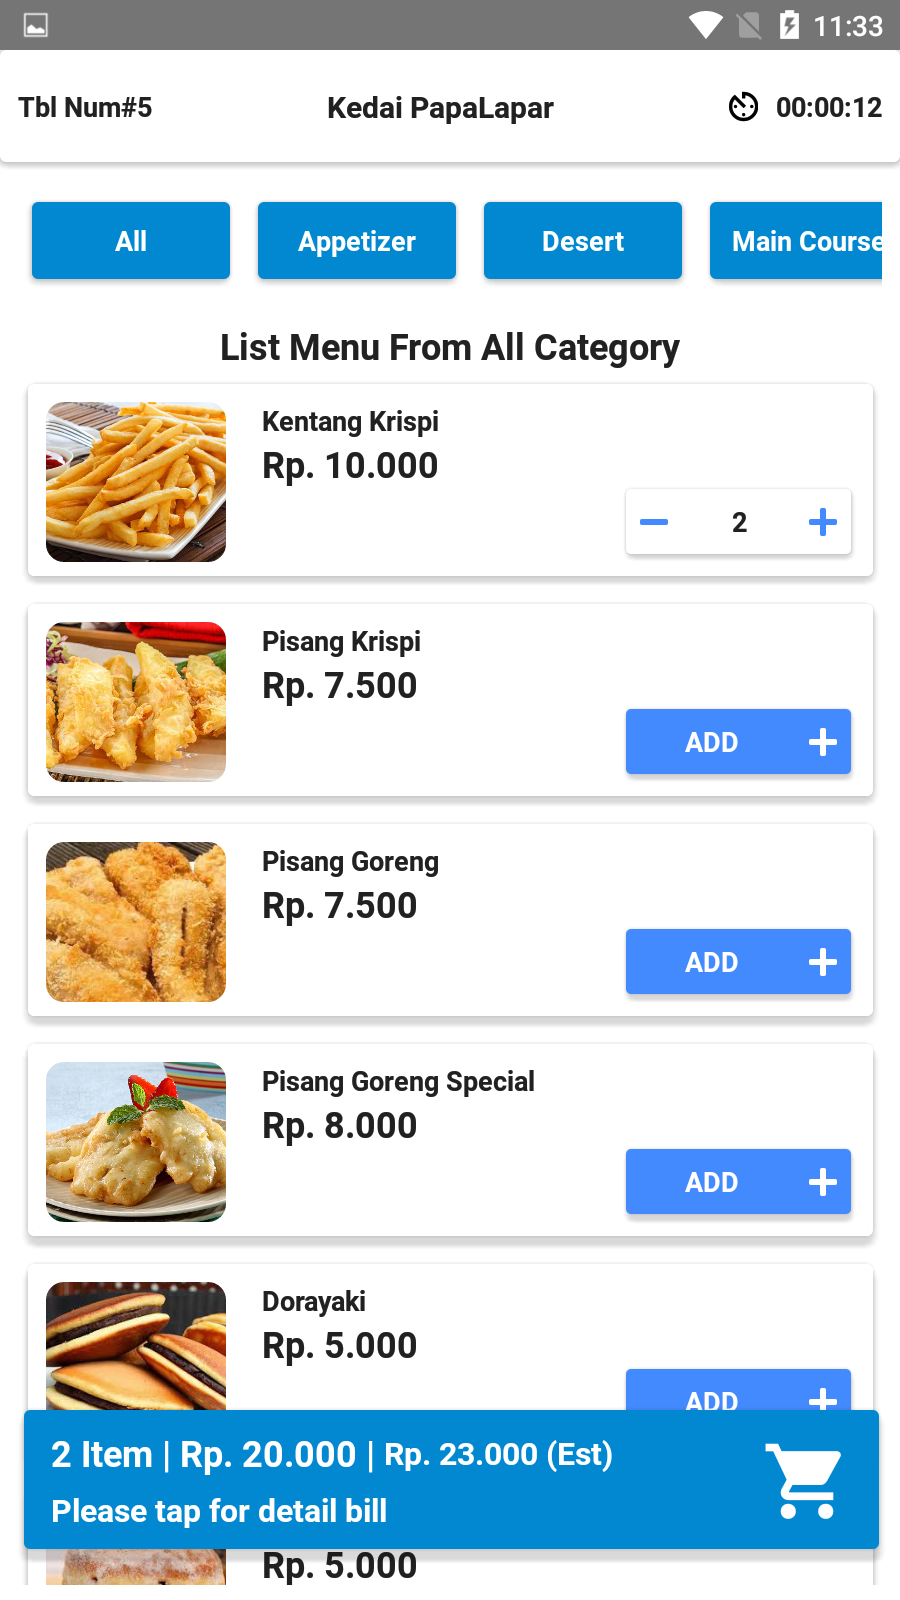 11:33
Tbl Num#5 Kedai PapaLapar 00:00:12
All Appetizer Desert Main Course
List Menu From All Category
Kentang Krispi
Rp. 10.000
2
Pisang Krispi
Rp. 7.500
ADD
Pisang Goreng
Rp. 7.500
ADD
Pisang Goreng Special
Rp. 8.000
ADD
Dorayaki
Rp. 5.000
ADD
2 Item | Rp. 20.000 | Rp. 23.000 (Est)
Please tap for detail bill
Rp. 5.000